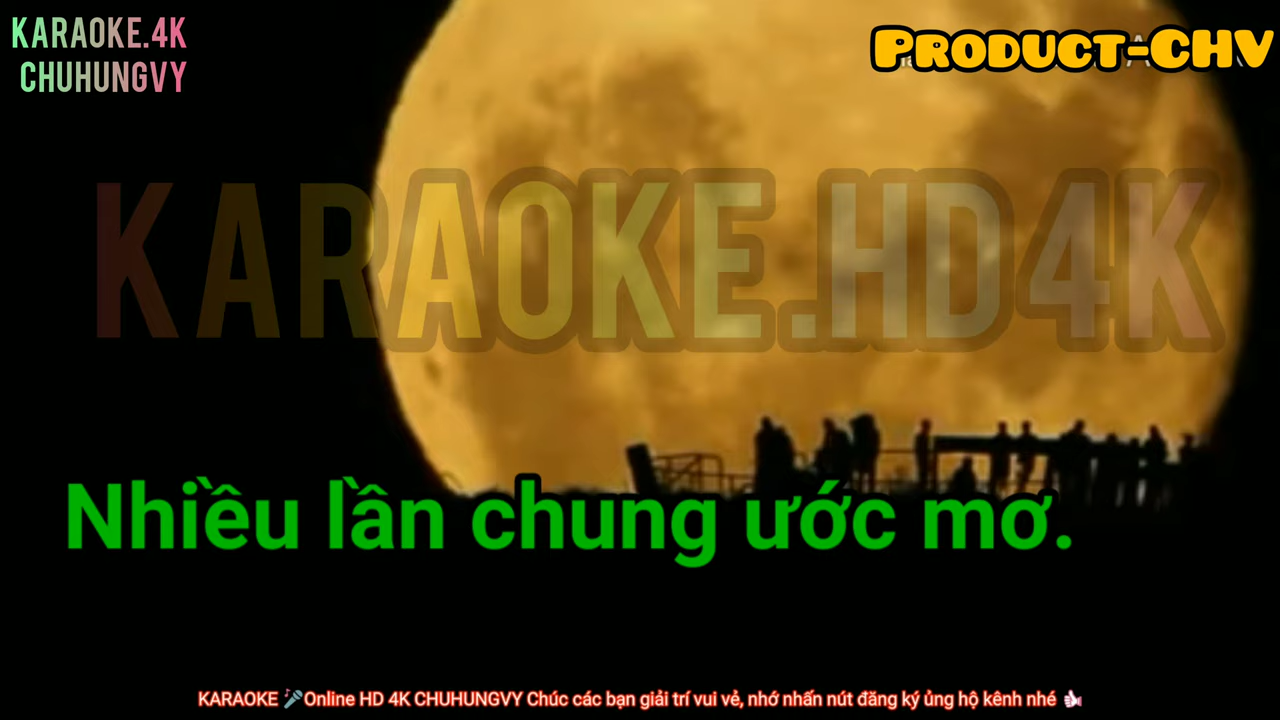 KARAOKE.4K
CHUHUNGVY
PRODUCT-CHV
KARAOKE.HD4K
Nhiều lần chung ước mơ.
KARAOKE 🎤Online HD 4K CHUHUNGVY Chúc các bạn giải trí vui vẻ, nhớ nhấn nút đăng ký ủng hộ kênh nhé 👍